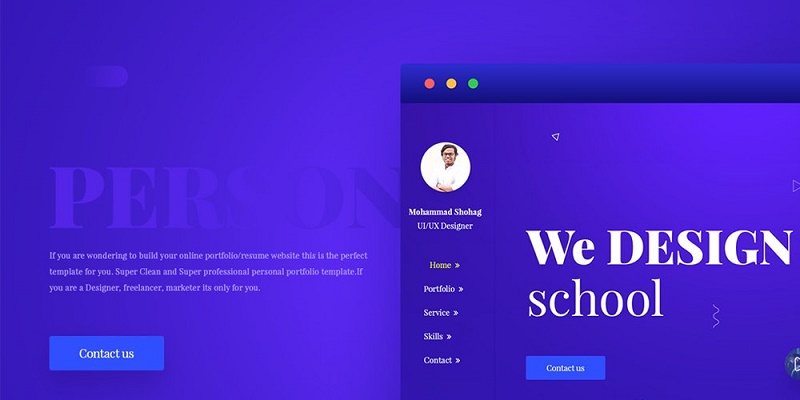 PERSON
If you are wondering to build your online portfolio/resume website this is the perfect
template for you. Super Clean and Super professional personal portfolio template.If
you are a Designer, freelancer, marketer its only for you.
Contact us
Mohammad Shohag
UI/UX Designer
Home »
Portfolio »
Service »
Skills »
Contact »
We DESIGN
school
Contact us